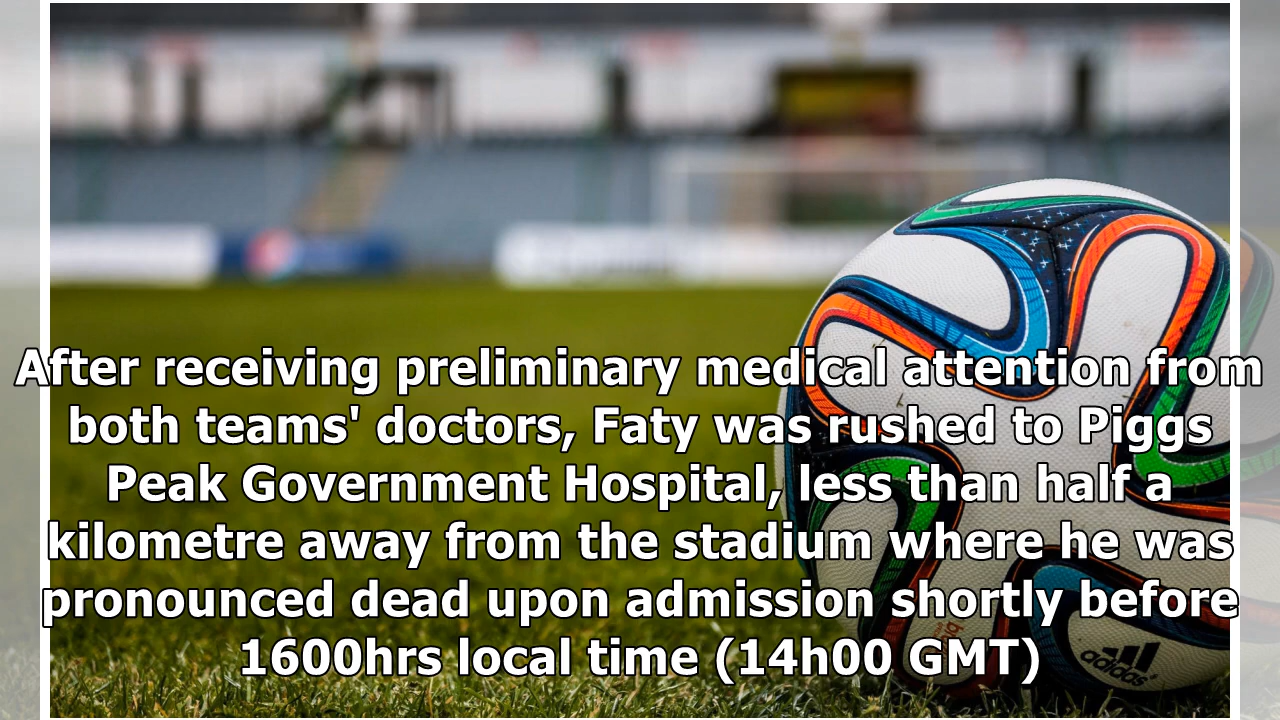 After receiving preliminary medical attention from
both teams' doctors, Faty was rushed to Piggs
Peak Government Hospital, less than half a
kilometre away from the stadium where he was
pronounced dead upon admission shortly before
1600hrs local time (14h00 GMT)
adidas